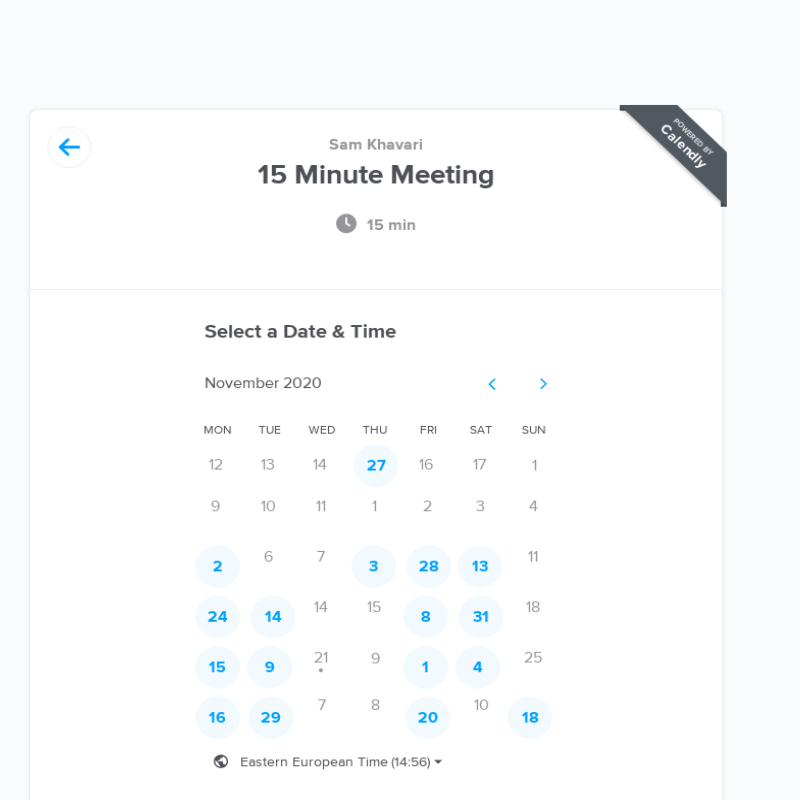 POWERED BY
Calendly
Sam Khavari
15 Minute Meeting
15 min
Select a Date & Time
November 2020
MON TUE WED THU FRI SAT SUN
12 13 14 27 16 17 1
9 10 11 1 2 3 4
2 6 7 3 28 13 11
24 14 14 15 8 31 18
15 9 21 9 1 4 25
16 29 7 8 20 10 18
Eastern European Time (14:56)